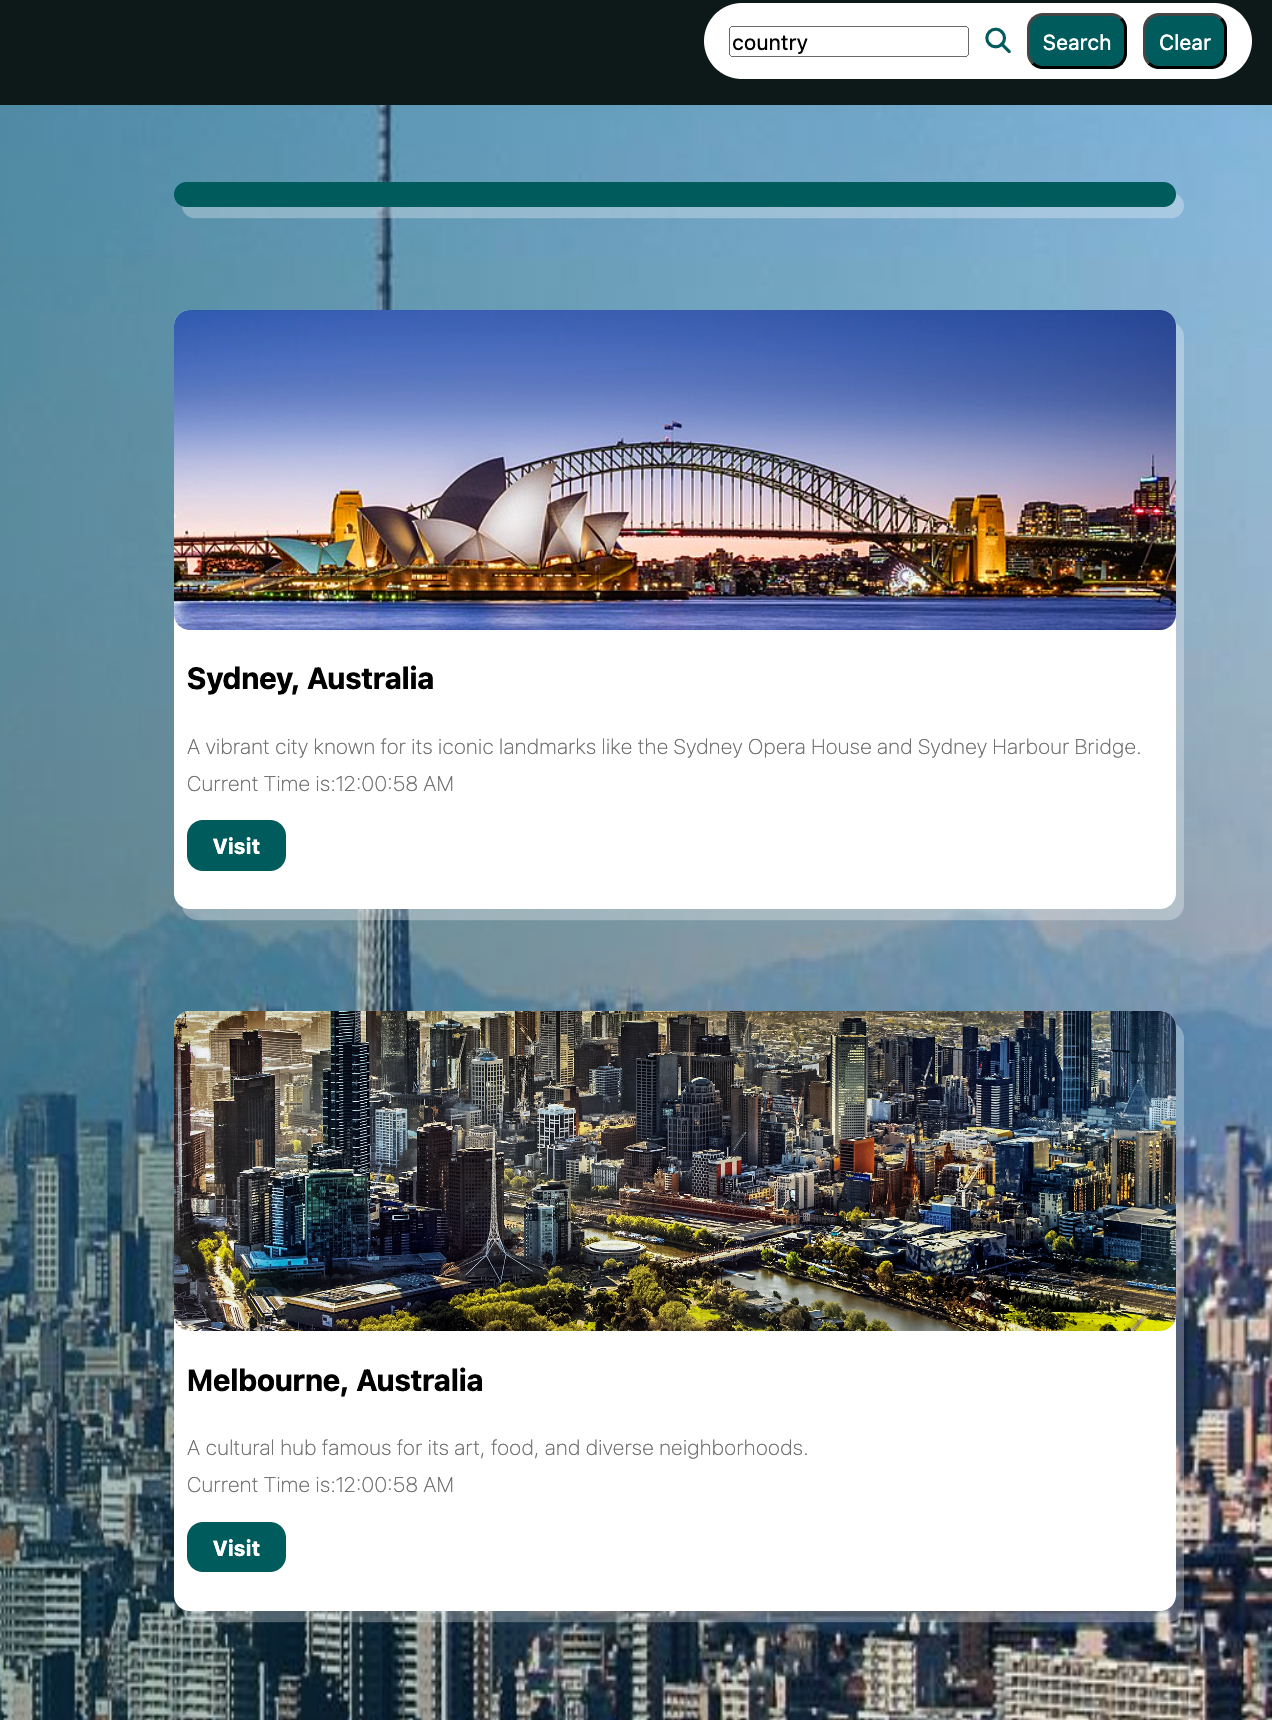 country
Search
Clear
Sydney, Australia
A vibrant city known for its iconic landmarks like the Sydney Opera House and Sydney Harbour Bridge.
Current Time is:12:00:58 AM
Visit
Melbourne, Australia
A cultural hub famous for its art, food, and diverse neighborhoods.
Current Time is:12:00:58 AM
Visit